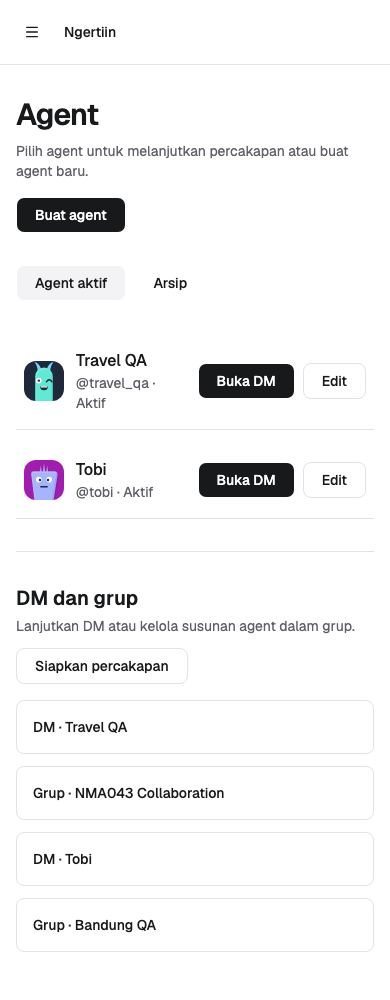 Ngertiin
Agent
Pilih agent untuk melanjutkan percakapan atau buat
agent baru.
Buat agent
Agent aktif
Arsip
Travel QA
@travel_qa ·
Aktif
Buka DM
Edit
Tobi
@tobi · Aktif
Buka DM
Edit
DM dan grup
Lanjutkan DM atau kelola susunan agent dalam grup.
Siapkan percakapan
DM · Travel QA
Grup · NMA043 Collaboration
DM · Tobi
Grup · Bandung QA